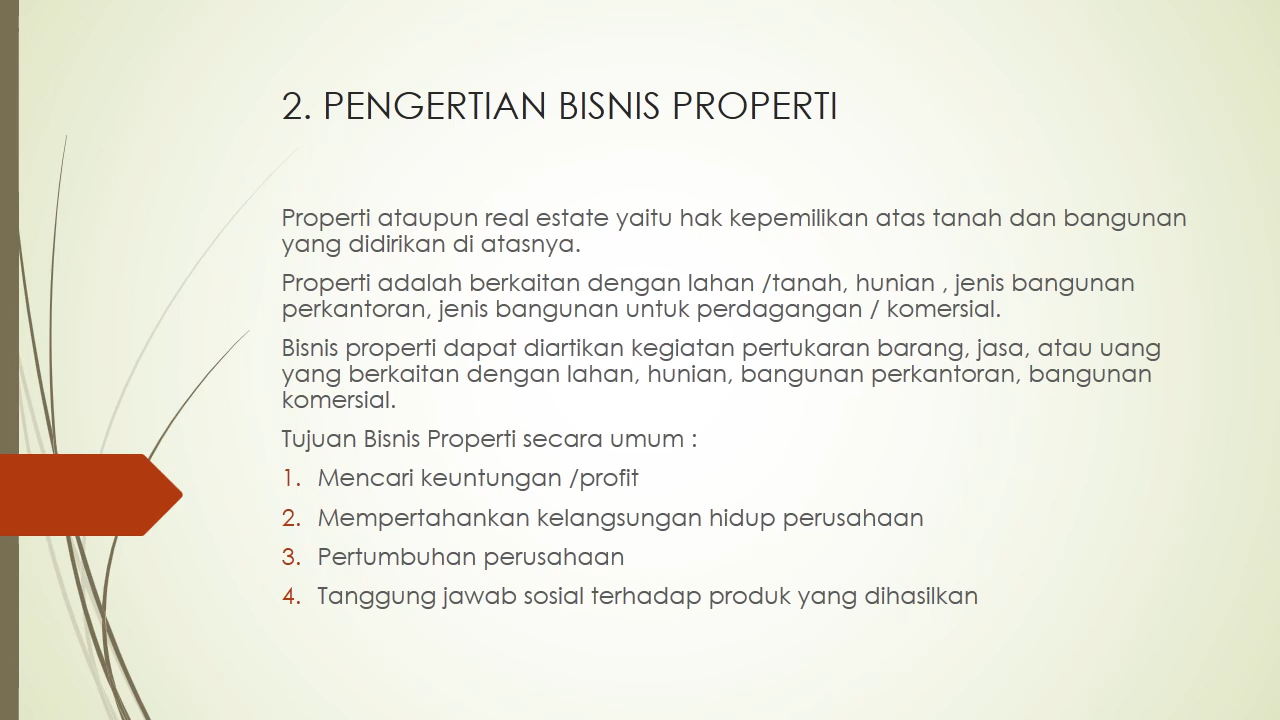 2. PENGERTIAN BISNIS PROPERTI
Properti ataupun real estate yaitu hak kepemilikan atas tanah dan bangunan
yang didirikan di atasnya.
Properti adalah berkaitan dengan lahan /tanah, hunian , jenis bangunan
perkantoran, jenis bangunan untuk perdagangan / komersial.
Bisnis properti dapat diartikan kegiatan pertukaran barang, jasa, atau uang
yang berkaitan dengan lahan, hunian, bangunan perkantoran, bangunan
komersial.
Tujuan Bisnis Properti secara umum :
1. Mencari keuntungan /profit
2. Mempertahankan kelangsungan hidup perusahaan
3. Pertumbuhan perusahaan
4. Tanggung jawab sosial terhadap produk yang dihasilkan